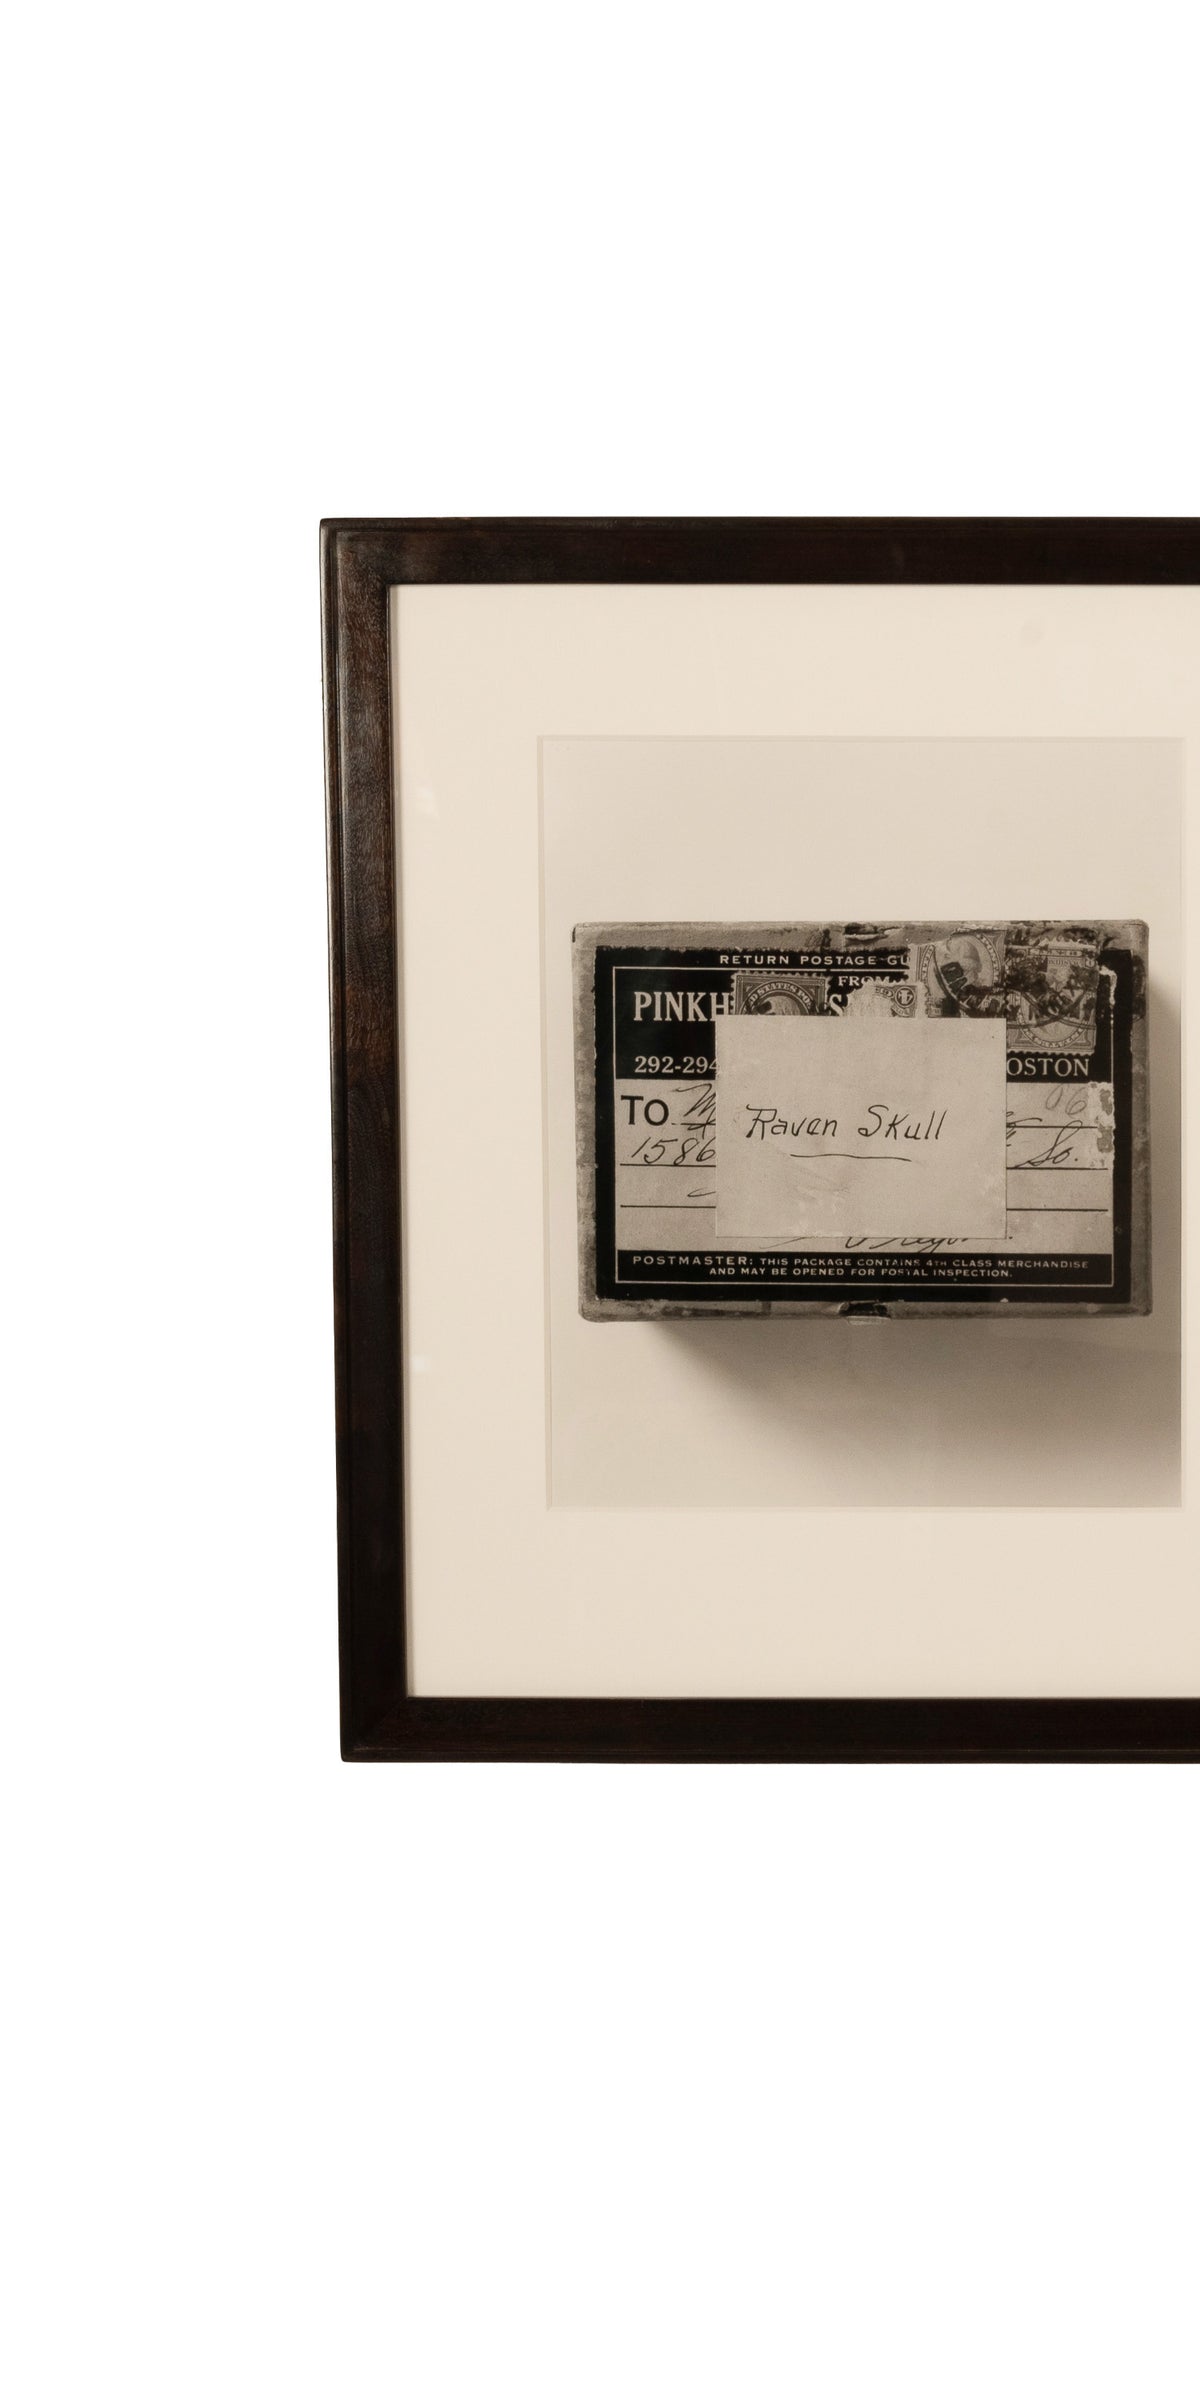 RETURN POSTAGE GU
FROM
PINKH S
292-294 OSTON
TO
1586 So.
Raven Skull
POSTMASTER: THIS PACKAGE CONTAINS 4TH CLASS MERCHANDISE
AND MAY BE OPENED FOR POSTAL INSPECTION.